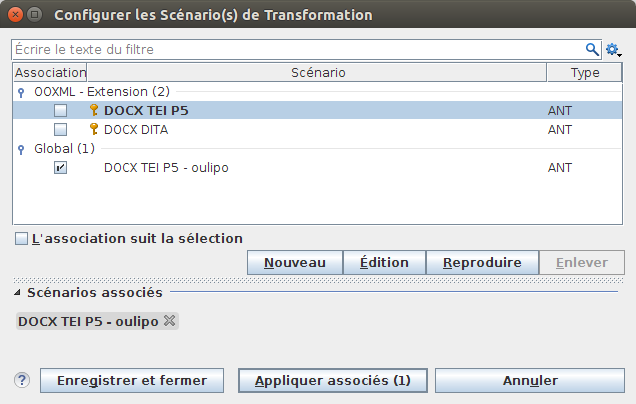 Configurer les Scénario(s) de Transformation
Écrire le texte du filtre
Association Scénario Type
OOXML - Extension (2)
DOCX TEI P5 ANT
DOCX DITA ANT
Global (1)
DOCX TEI P5 - oulipo ANT
L'association suit la sélection
Nouveau Édition Reproduire Enlever
Scénarios associés
DOCX TEI P5 - oulipo
? Enregistrer et fermer Appliquer associés (1) Annuler